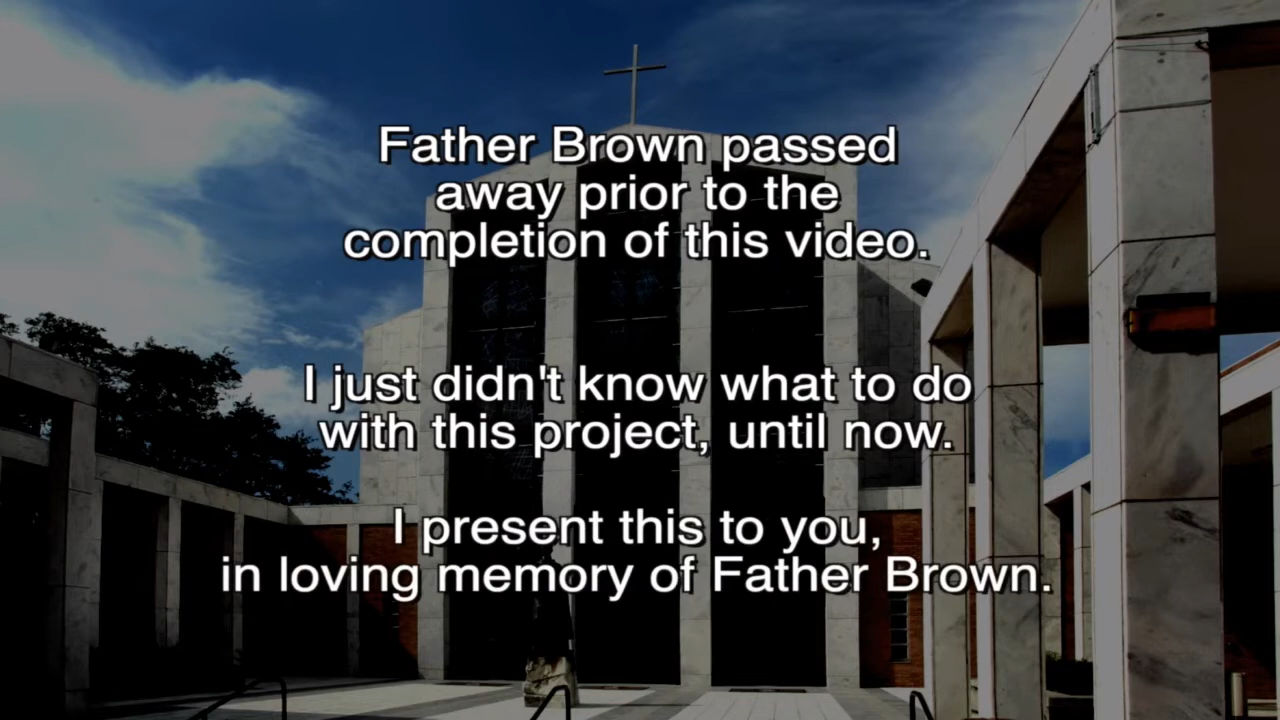 Father Brown passed
away prior to the
completion of this video.
I just didn't know what to do
with this project, until now.
I present this to you,
in loving memory of Father Brown.